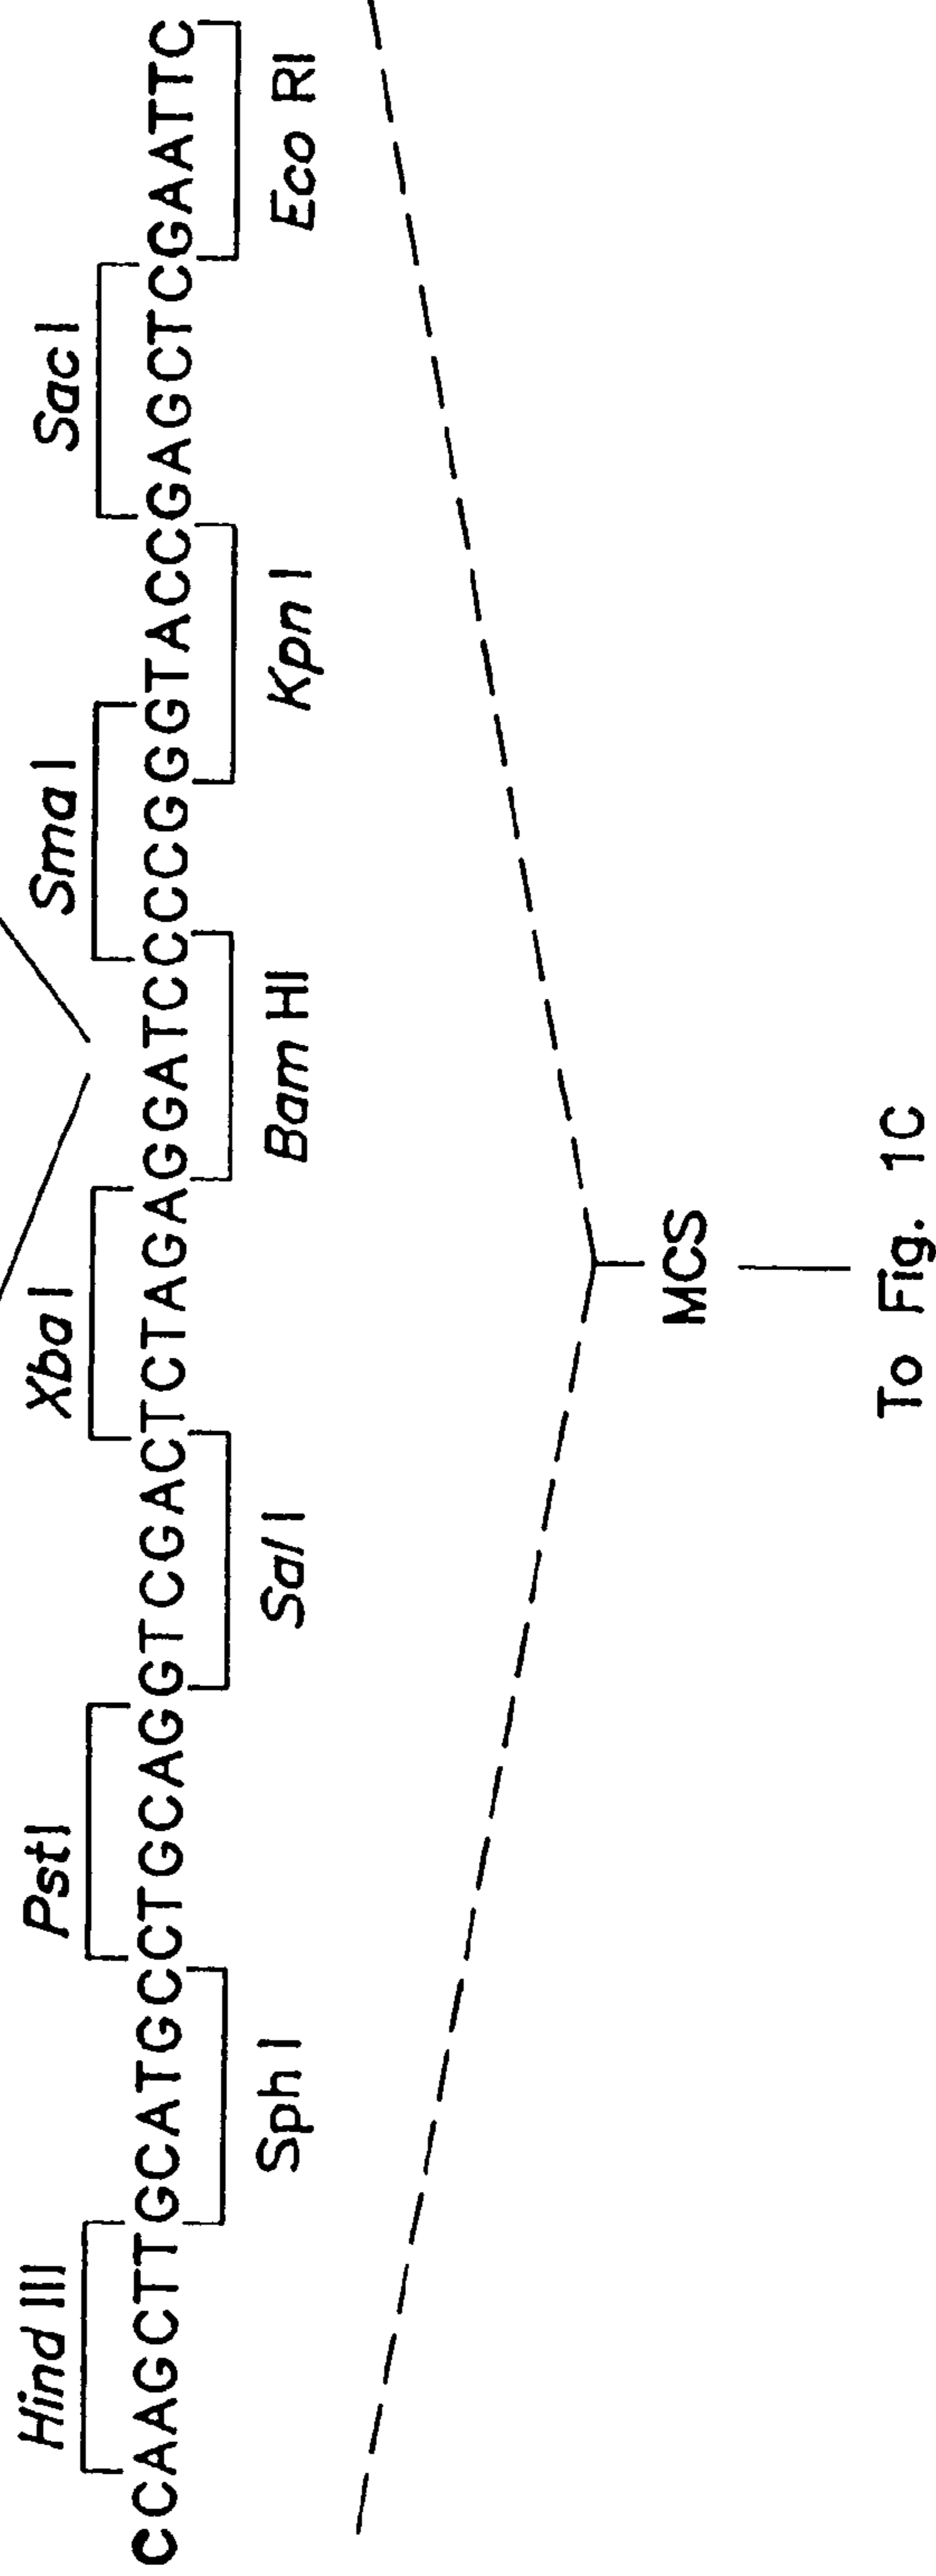 Hind III Pst I Xba I Sma I Sac I
CCAAGCTTGCATGCCTGCAGGTCGACTCTAGAGGATCCCCGGGTACCGAGCTCGAATTC
Sph I Sal I Bam HI Kpn I Eco RI
MCS
To Fig. 1C